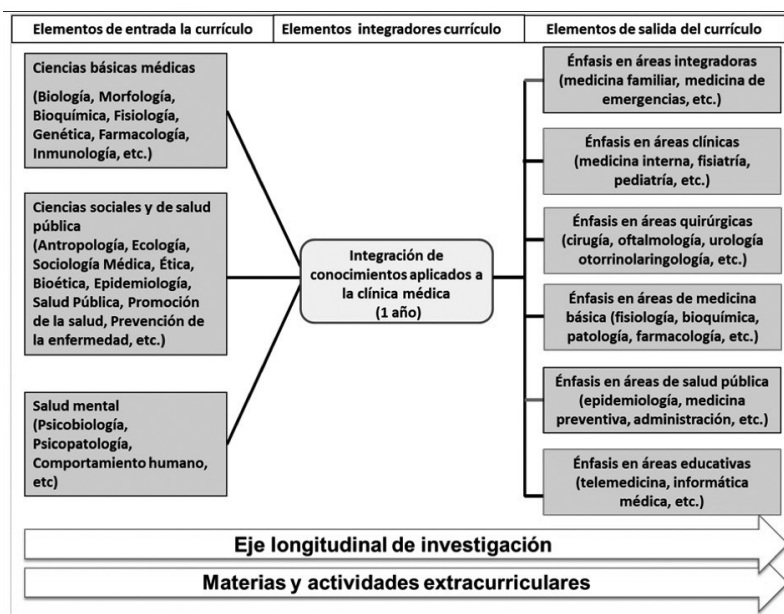 Elementos de entrada la currículo
Elementos integradores currículo
Elementos de salida del currículo
Ciencias básicas médicas
(Biología, Morfología,
Bioquímica, Fisiología,
Genética, Farmacología,
Inmunología, etc.)
Ciencias sociales y de salud
pública
(Antropología, Ecología,
Sociología Médica, Ética,
Bioética, Epidemiología,
Salud Pública, Promoción
de la salud, Prevención de
la enfermedad, etc.)
Salud mental
(Psicobiología,
Psicopatología,
Comportamiento humano,
etc)
Integración de
conocimientos aplicados a
la clínica médica
(1 año)
Énfasis en áreas integradoras
(medicina familiar, medicina de
emergencias, etc.)
Énfasis en áreas clínicas
(medicina interna, fisiatría,
pediatría, etc.)
Énfasis en áreas quirúrgicas
(cirugía, oftalmología, urología
otorrinolaringología, etc.)
Énfasis en áreas de medicina
básica (fisiología, bioquímica,
patología, farmacología, etc.)
Énfasis en áreas de salud pública
(epidemiología, medicina
preventiva, administración, etc.)
Énfasis en áreas educativas
(telemedicina, informática
médica, etc.)
Eje longitudinal de investigación
Materias y actividades extracurriculares